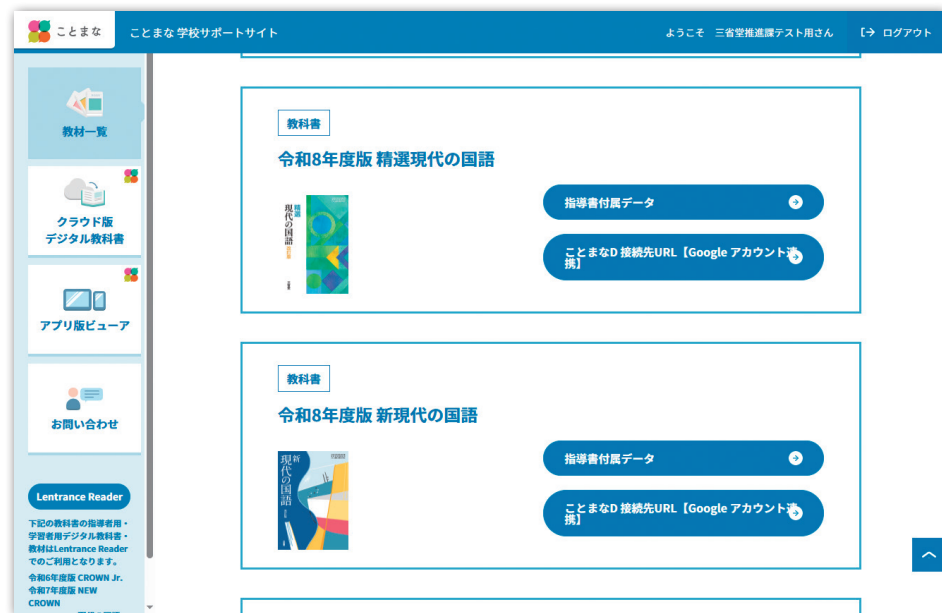 ことまな
ことまな 学校サポートサイト
ようこそ 三省堂推進課テスト用さん
ログアウト
教材一覧
クラウド版
デジタル教科書
アプリ版ビューア
お問い合わせ
Lentrance Reader
下記の教科書の指導者用・
学習者用デジタル教科書・
教材はLentrance Reader
でのご利用となります。
令和6年度版 CROWN Jr.
令和7年度版 NEW
CROWN
教科書
令和8年度版 精選現代の国語
精選
現代の国語
指導書付属データ
ことまなD 接続先URL【Google アカウント連
携】
教科書
令和8年度版 新現代の国語
新
現代の国語
指導書付属データ
ことまなD 接続先URL【Google アカウント連
携】